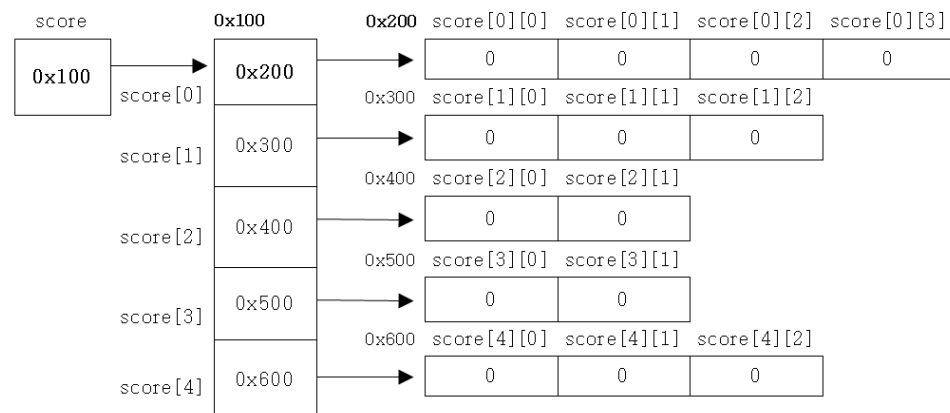 score 0x100 0x200 score[0][0] score[0][1] score[0][2] score[0][3]
0x100 0x200 0 0 0 0
score[0] 0x300 score[1][0] score[1][1] score[1][2]
score[1] 0x300 0 0 0
0x400 score[2][0] score[2][1]
score[2] 0x400 0 0
0x500 score[3][0] score[3][1]
score[3] 0x500 0 0
0x600 score[4][0] score[4][1] score[4][2]
score[4] 0x600 0 0 0